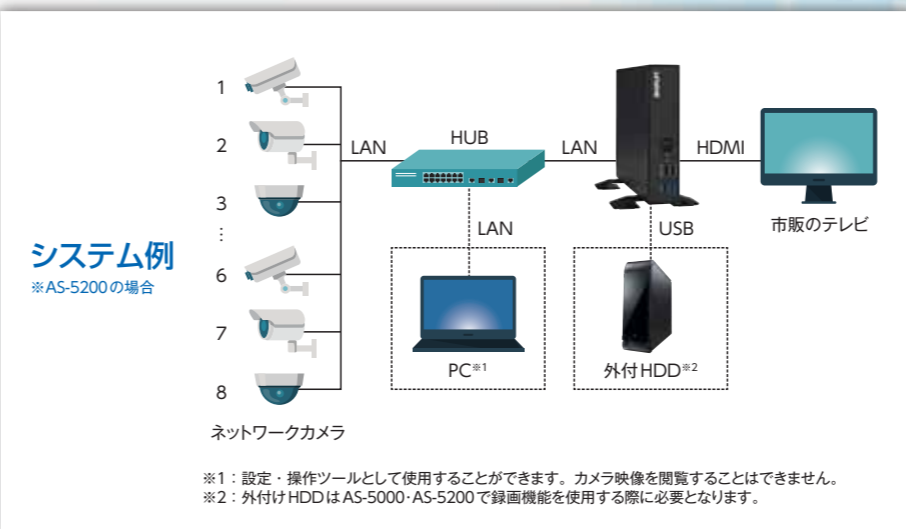 システム例
※AS-5200の場合
1
2
3
⋮
6
7
8
ネットワークカメラ
LAN
HUB
LAN
HDMI
市販のテレビ
LAN
PC※1
USB
外付HDD※2
※1：設定・操作ツールとして使用することができます。カメラ映像を閲覧することはできません。
※2：外付けHDDはAS-5000・AS-5200で録画機能を使用する際に必要となります。